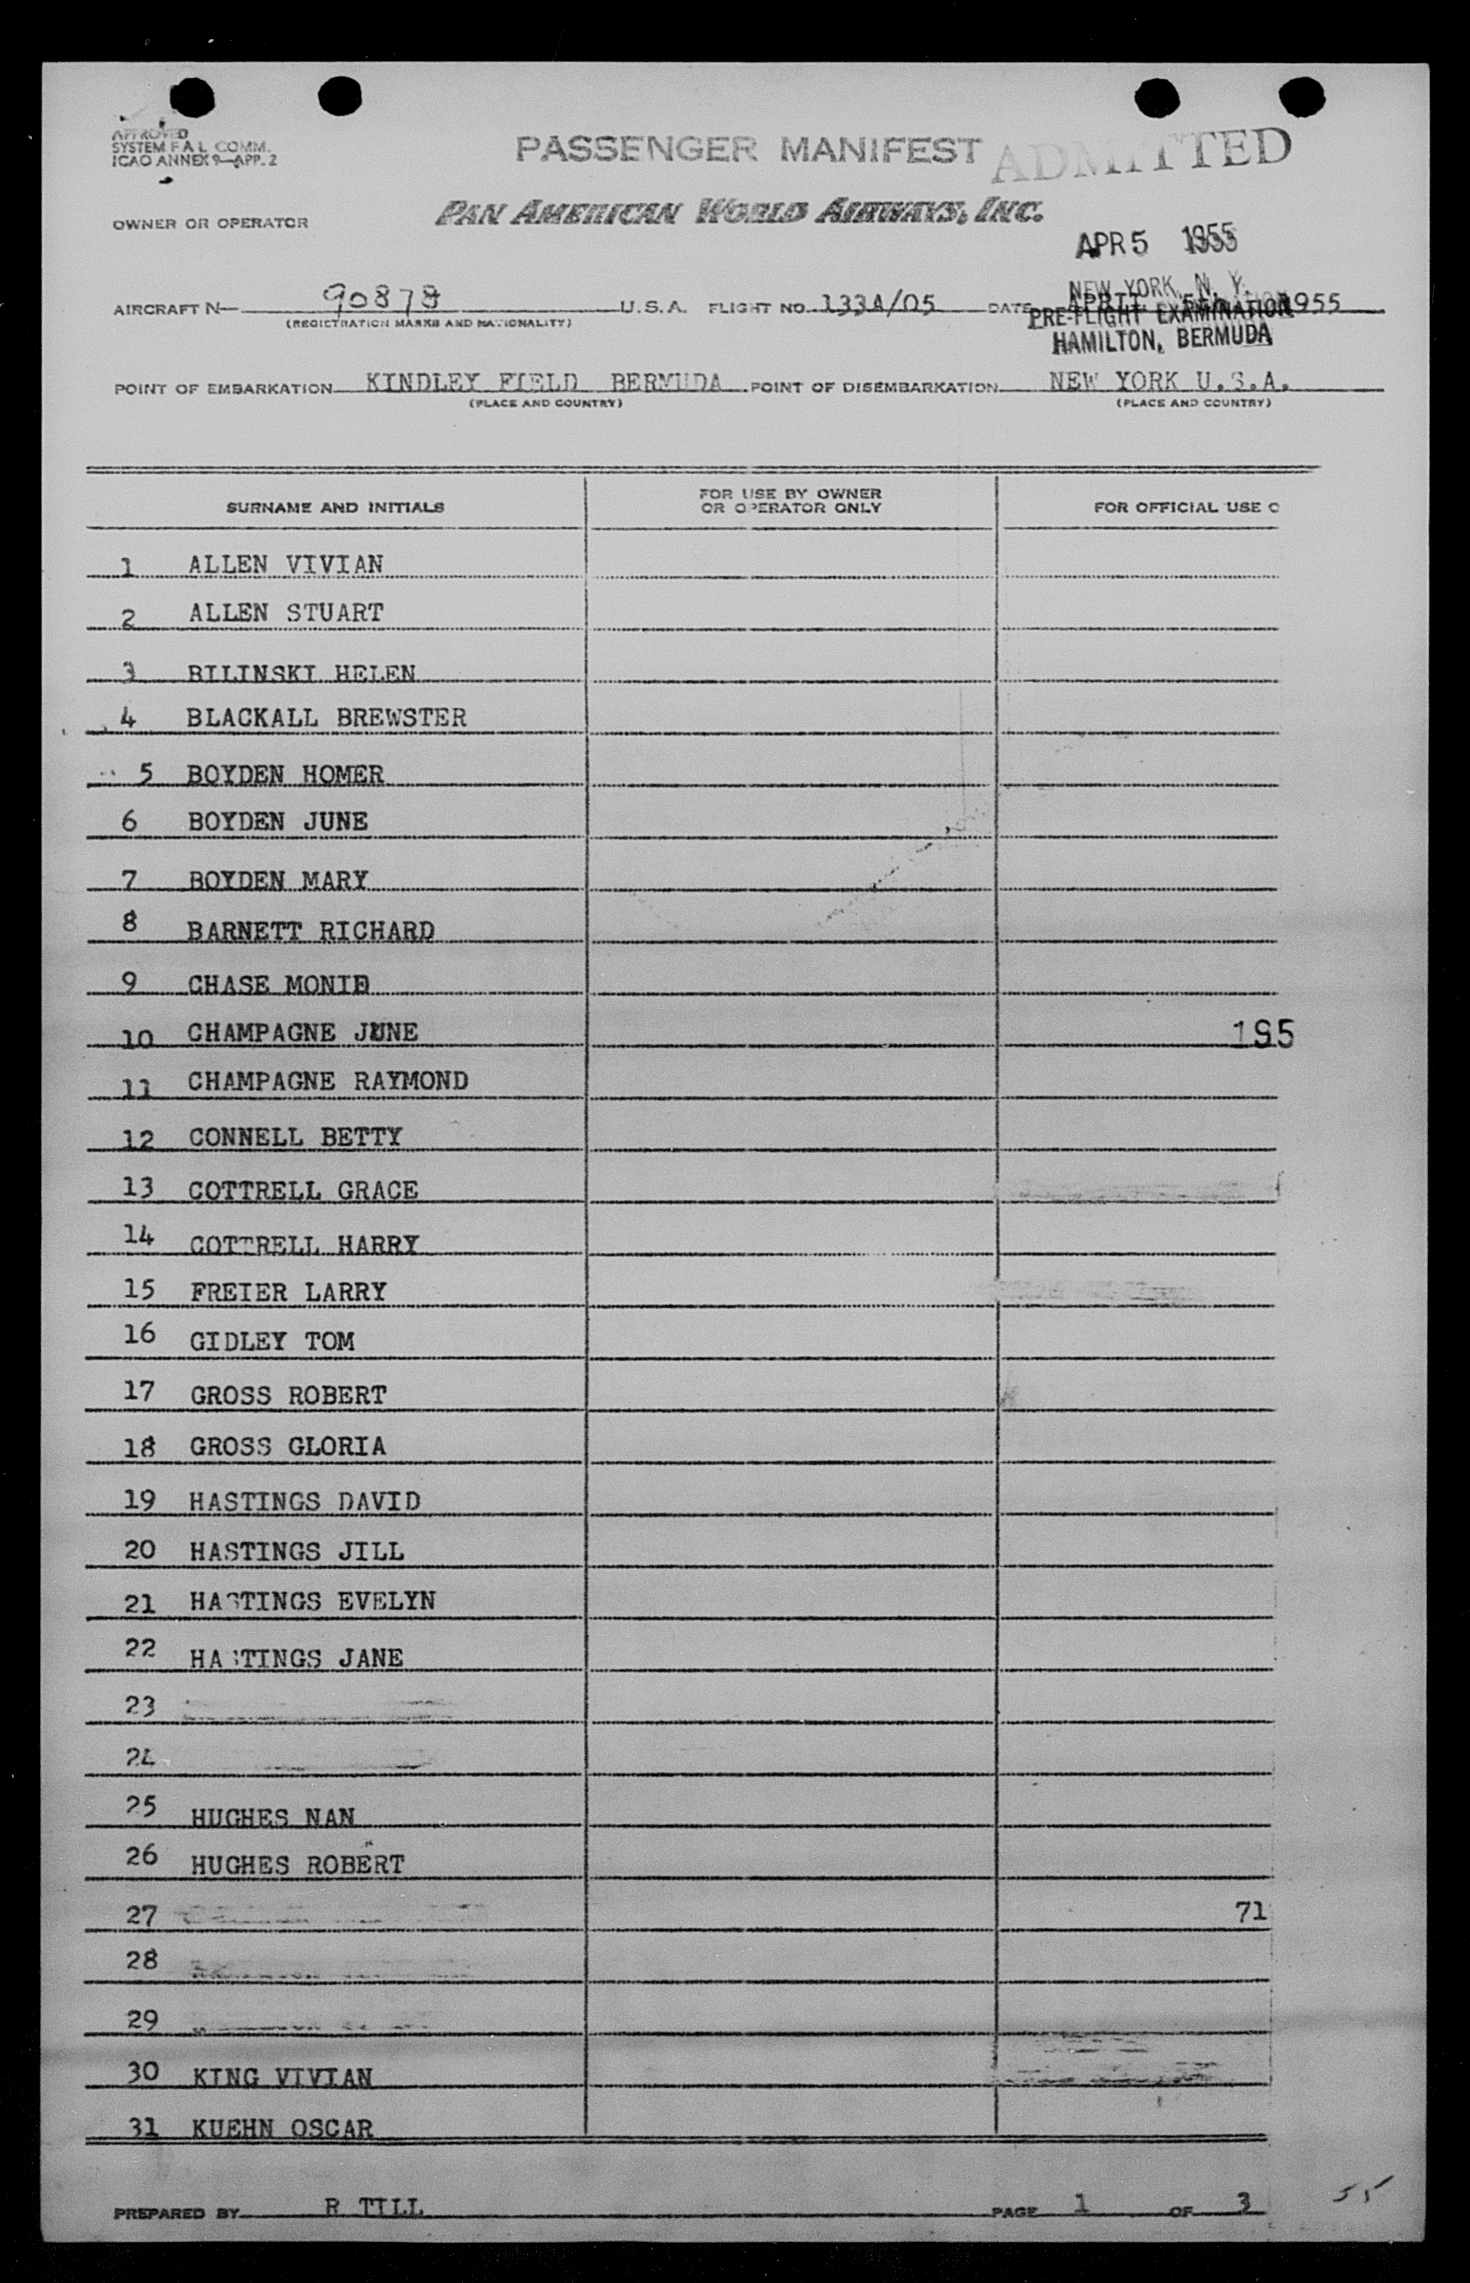 APPROVED
SYSTEM F A L COMM.
ICAO ANNEX 9—APP. 2
PASSENGER MANIFEST
ADMITTED
OWNER OR OPERATOR
PAN AMERICAN WORLD AIRWAYS, INC.
APR 5 1955
NEW YORK, N. Y.
AIRCRAFT N— 90878 U.S.A. FLIGHT NO. 133A/05 DATE APRIL 5th 1955
(REGISTRATION MARKS AND NATIONALITY)
PRE-FLIGHT EXAMINATION
HAMILTON, BERMUDA
POINT OF EMBARKATION KINDLEY FIELD BERMUDA POINT OF DISEMBARKATION NEW YORK U.S.A.
(PLACE AND COUNTRY) (PLACE AND COUNTRY)
SURNAME AND INITIALS
FOR USE BY OWNER
OR OPERATOR ONLY
FOR OFFICIAL USE O
1 ALLEN VIVIAN
2 ALLEN STUART
3 BILINSKI HELEN
4 BLACKALL BREWSTER
5 BOYDEN HOMER
6 BOYDEN JUNE
7 BOYDEN MARY
8 BARNETT RICHARD
9 CHASE MONIE
10 CHAMPAGNE JUNE 195
11 CHAMPAGNE RAYMOND
12 CONNELL BETTY
13 COTTRELL GRACE
14 COTTRELL HARRY
15 FREIER LARRY
16 GIDLEY TOM
17 GROSS ROBERT
18 GROSS GLORIA
19 HASTINGS DAVID
20 HASTINGS JILL
21 HASTINGS EVELYN
22 HASTINGS JANE
23
24
25 HUGHES NAN
26 HUGHES ROBERT
27 71
28
29
30 KING VIVIAN
31 KUEHN OSCAR
PREPARED BY R TILL PAGE 1 OF 3
55